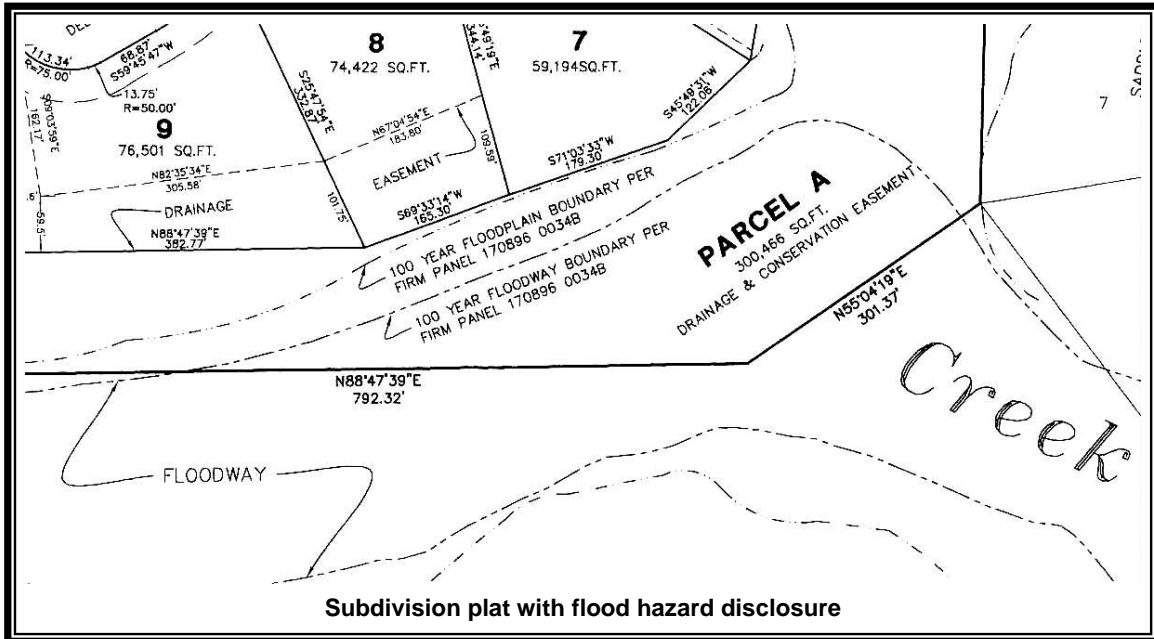 113.34'
R=75.00'
68.87'
S59°45'47"W
13.75'
R=50.00'
9
76,501 SQ.FT.
S09°03'59"E
162.17'
N82°35'34"E
305.58'
DRAINAGE
N88°47'39"E
382.77'
59.5'
8
74,422 SQ.FT.
S25°47'54"E
332.87'
N67°04'54"E
183.80'
EASEMENT
101.75'
S69°33'14"W
165.30'
344.14'
109.59'
7
59,194SQ.FT.
S45°49'31"W
122.06'
S71°03'33"W
179.30'
100 YEAR FLOODPLAIN BOUNDARY PER
FIRM PANEL 170896 0034B
100 YEAR FLOODWAY BOUNDARY PER
FIRM PANEL 170896 0034B
PARCEL A
300,466 SQ.FT.
DRAINAGE & CONSERVATION EASEMENT
N55°04'19"E
301.37'
7
N88°47'39"E
792.32'
Creek
FLOODWAY
Subdivision plat with flood hazard disclosure